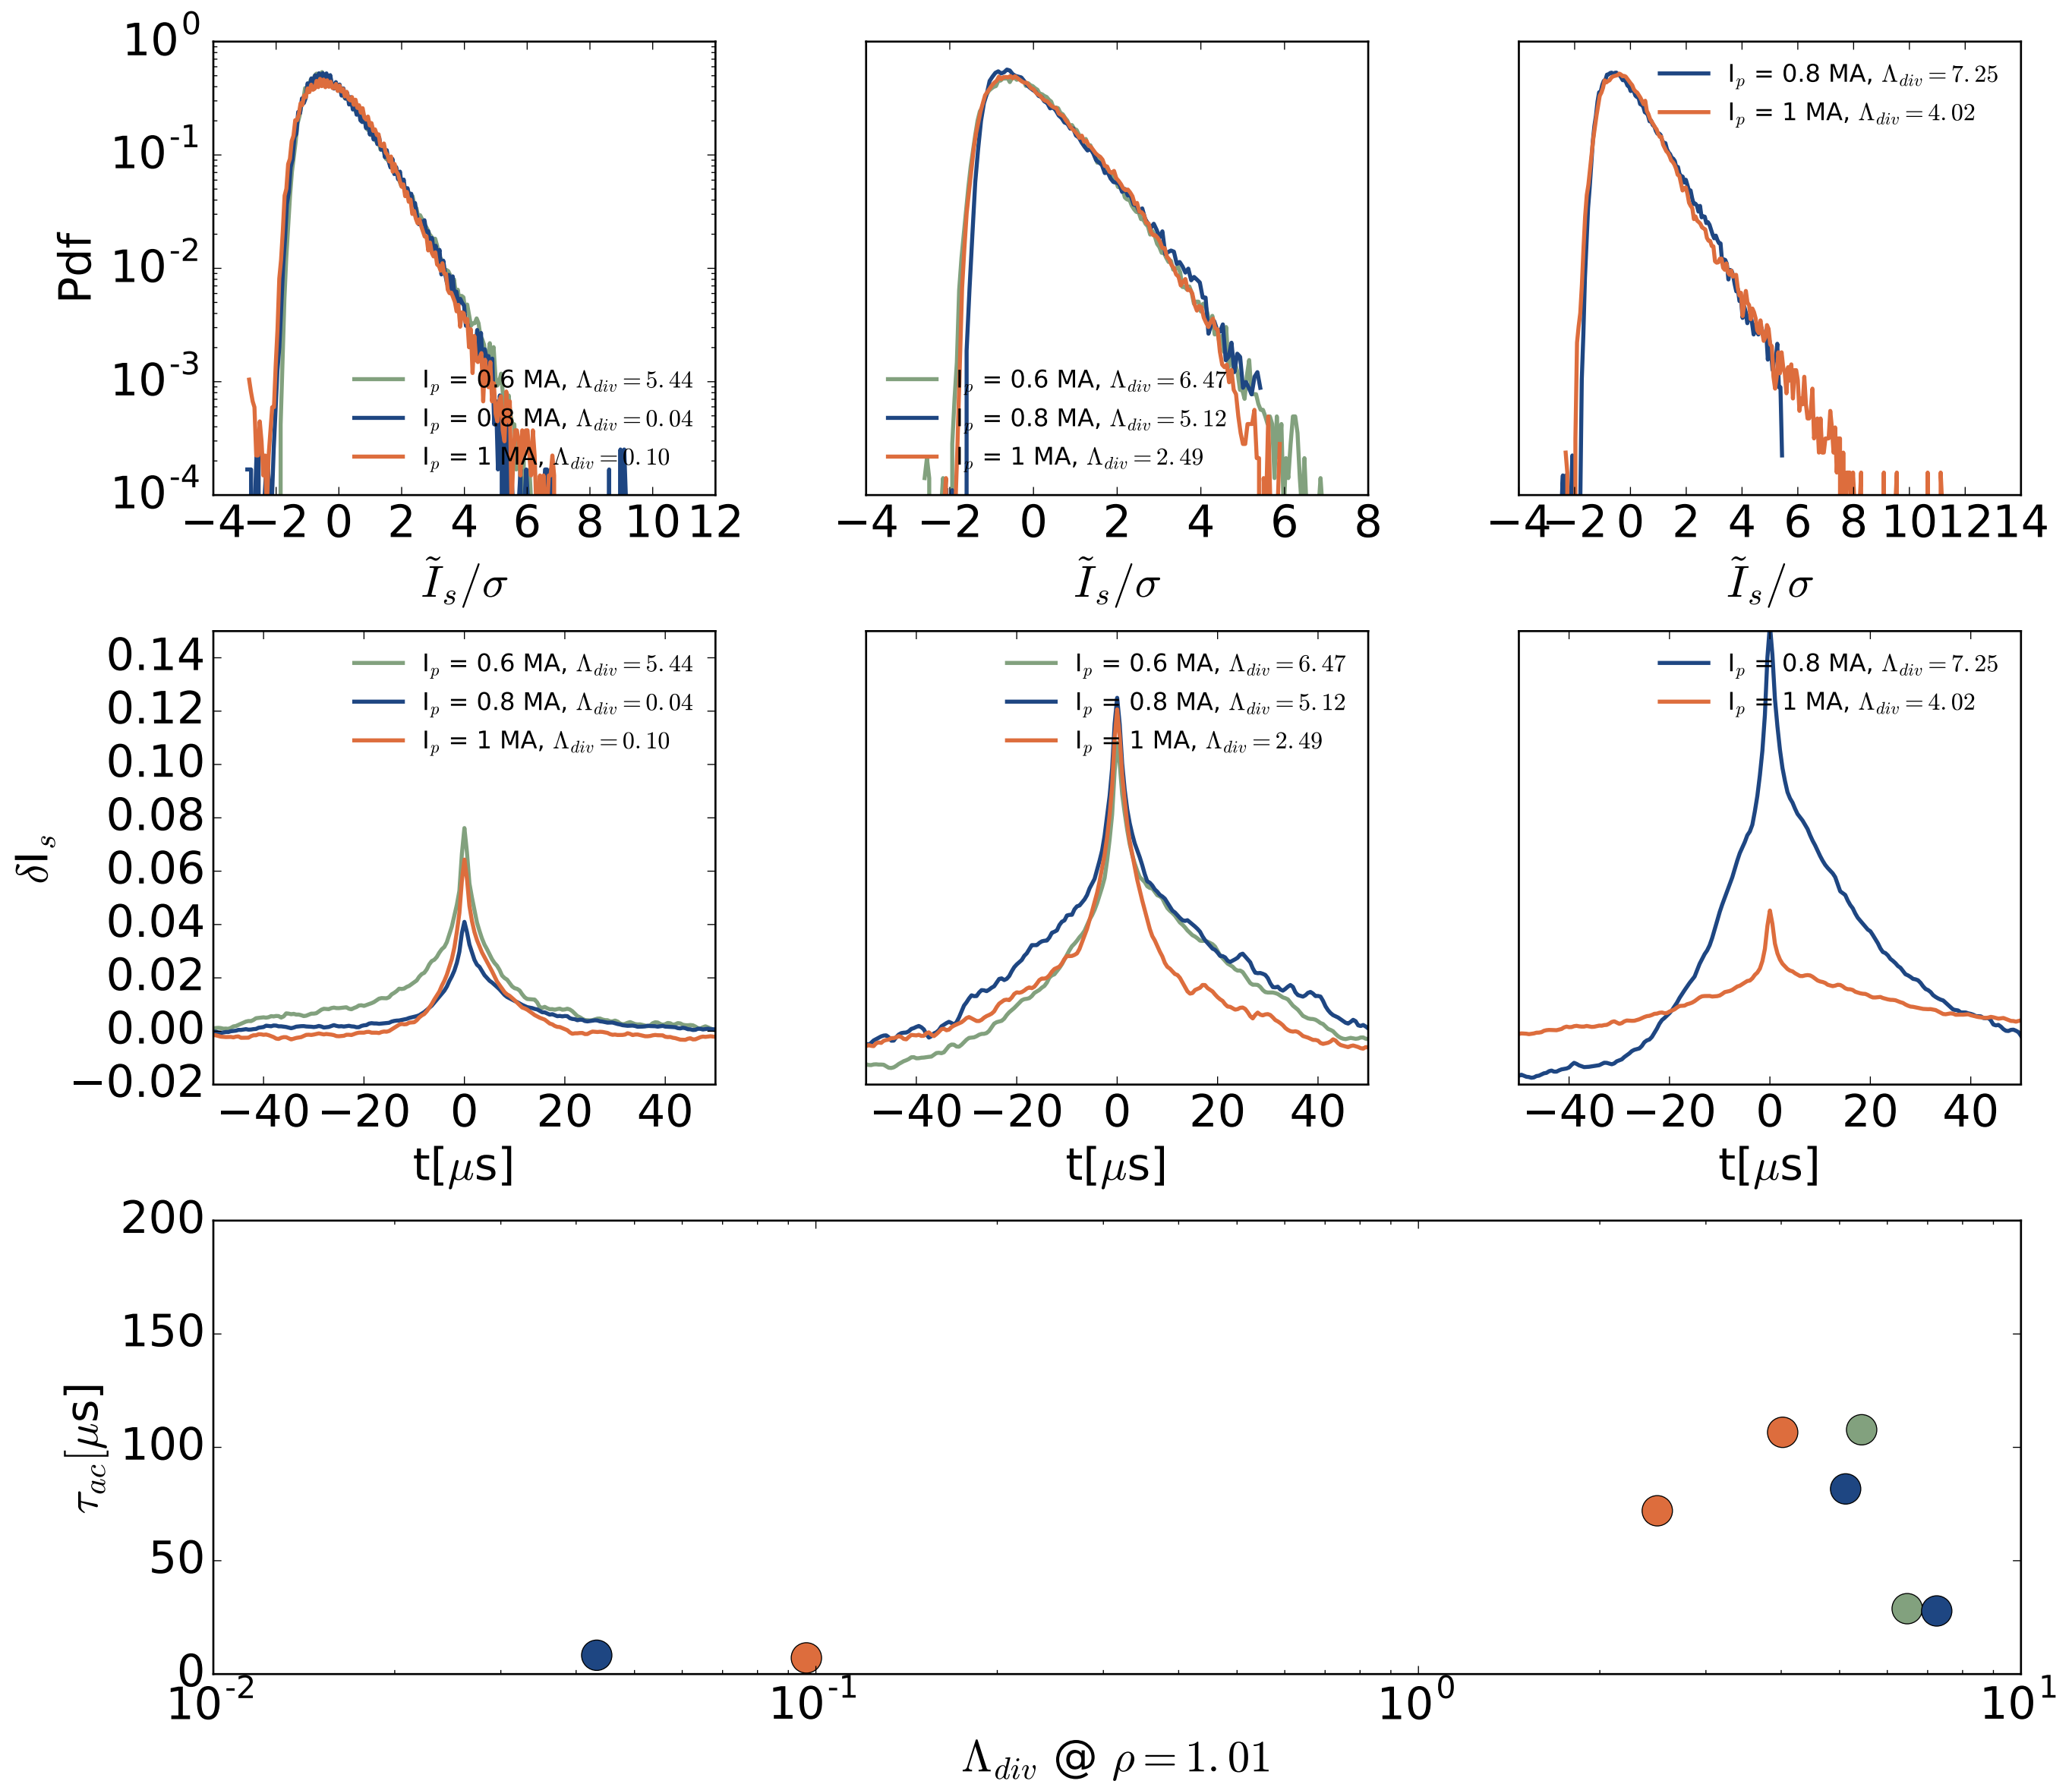 10^0
10^-1
10^-2
10^-3
10^-4
Pdf
I_p = 0.6 MA, Λ_div = 5.44
I_p = 0.8 MA, Λ_div = 0.04
I_p = 1 MA, Λ_div = 0.10
−4 −2 0 2 4 6 8 10 12
Ĩ_s/σ
I_p = 0.6 MA, Λ_div = 6.47
I_p = 0.8 MA, Λ_div = 5.12
I_p = 1 MA, Λ_div = 2.49
−4 −2 0 2 4 6 8
Ĩ_s/σ
I_p = 0.8 MA, Λ_div = 7.25
I_p = 1 MA, Λ_div = 4.02
−4 −2 0 2 4 6 8 10 12 14
Ĩ_s/σ
0.14
0.12
0.10
0.08
0.06
0.04
0.02
0.00
−0.02
δI_s
I_p = 0.6 MA, Λ_div = 5.44
I_p = 0.8 MA, Λ_div = 0.04
I_p = 1 MA, Λ_div = 0.10
−40 −20 0 20 40
t[μs]
I_p = 0.6 MA, Λ_div = 6.47
I_p = 0.8 MA, Λ_div = 5.12
I_p = 1 MA, Λ_div = 2.49
−40 −20 0 20 40
t[μs]
I_p = 0.8 MA, Λ_div = 7.25
I_p = 1 MA, Λ_div = 4.02
−40 −20 0 20 40
t[μs]
200
150
100
50
0
τ_ac[μs]
10^-2 10^-1 10^0 10^1
Λ_div @ ρ = 1.01